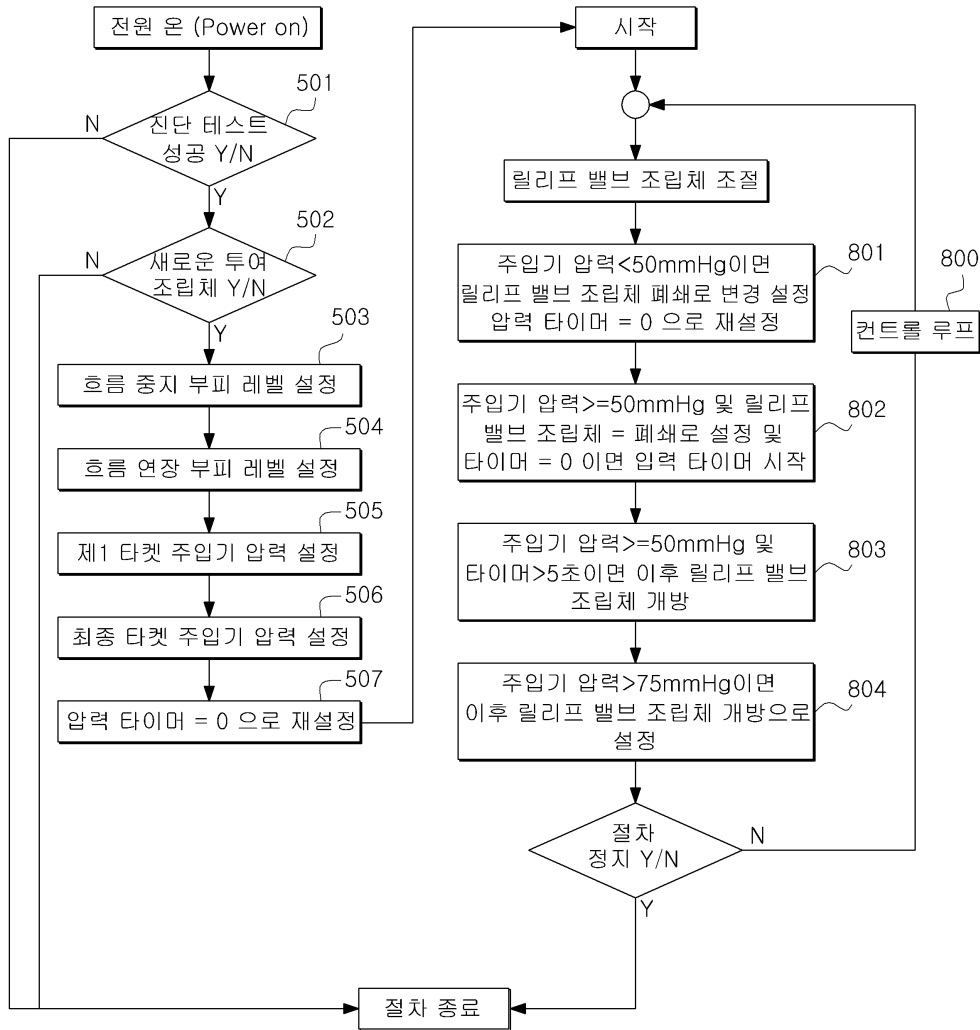 전원 온 (Power on)
501
N
진단 테스트
성공 Y/N
Y
502
N
새로운 투여
조립체 Y/N
Y
503
흐름 중지 부피 레벨 설정
504
흐름 연장 부피 레벨 설정
505
제1 타켓 주입기 압력 설정
506
최종 타켓 주입기 압력 설정
507
압력 타이머 = 0 으로 재설정
시작
릴리프 밸브 조립체 조절
주입기 압력<50mmHg이면
릴리프 밸브 조립체 폐쇄로 변경 설정
압력 타이머 = 0 으로 재설정
801
800
컨트롤 루프
주입기 압력>=50mmHg 및 릴리프
밸브 조립체 = 폐쇄로 설정 및
타이머 = 0 이면 입력 타이머 시작
802
주입기 압력>=50mmHg 및
타이머>5초이면 이후 릴리프 밸브
조립체 개방
803
주입기 압력>75mmHg이면
이후 릴리프 밸브 조립체 개방으로
설정
804
절차
정지 Y/N
N
Y
절차 종료